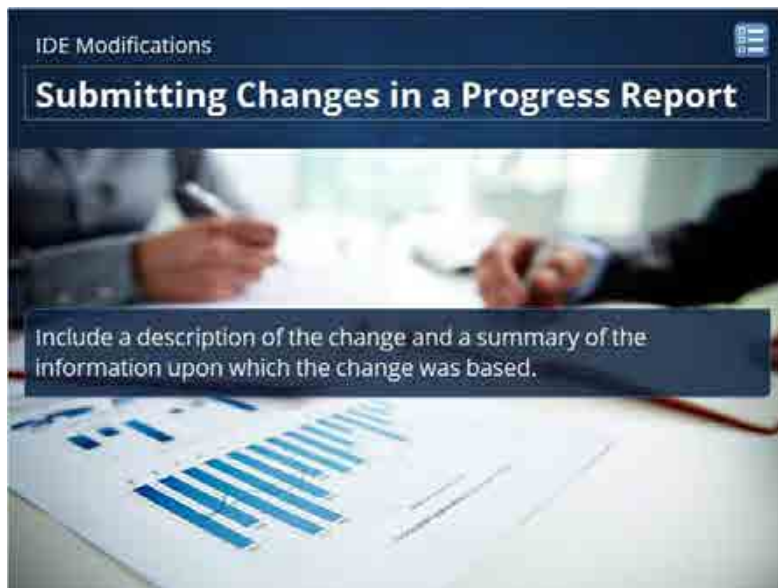 IDE Modifications
Submitting Changes in a Progress Report
Include a description of the change and a summary of the
information upon which the change was based.